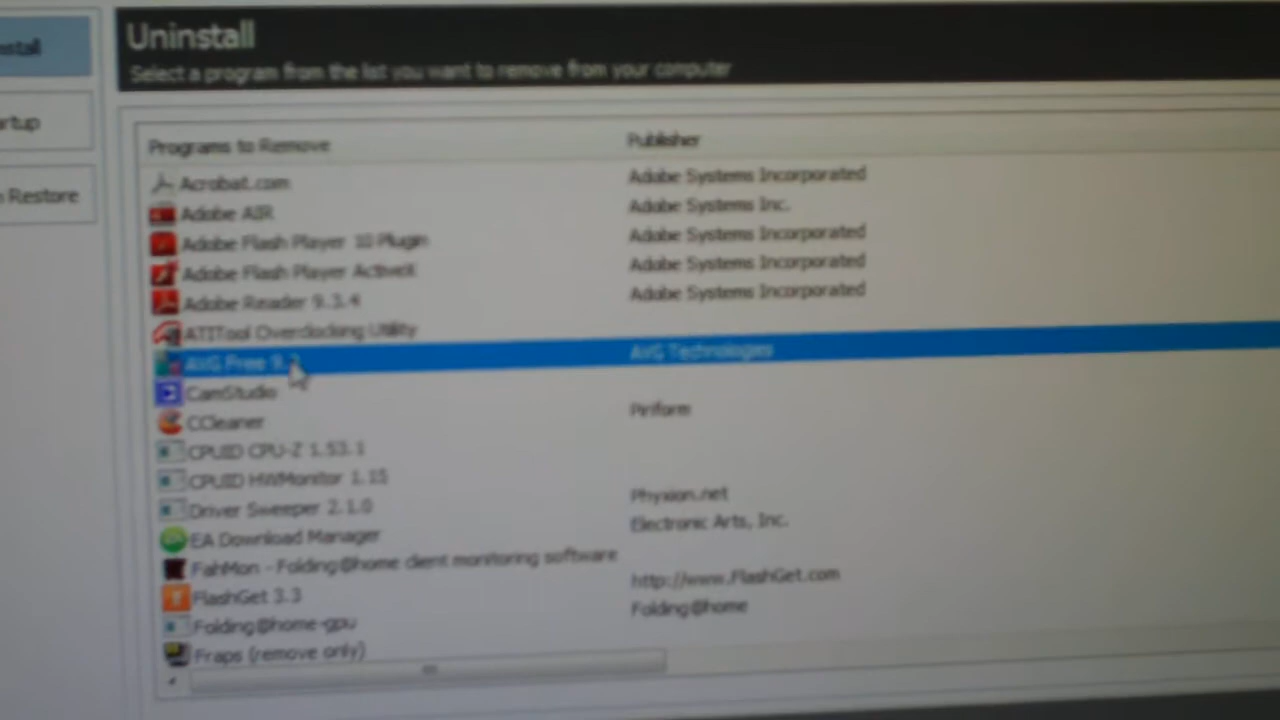 Uninstall
Select a program from the list you want to remove from your computer
Startup
Restore
Programs to Remove Publisher
Acrobat.com Adobe Systems Incorporated
Adobe AIR Adobe Systems Inc.
Adobe Flash Player 10 Plugin Adobe Systems Incorporated
Adobe Flash Player ActiveX Adobe Systems Incorporated
Adobe Reader 9.3.4 Adobe Systems Incorporated
ATITool Overclocking Utility
AVG Free AVG Technologies
CamStudio
CCleaner Piriform
CPUID CPU-Z 1.53.1
CPUID HWMonitor 1.15
Driver Sweeper 2.1.0 Phyxion.net
EA Download Manager Electronic Arts, Inc.
FahMon - Folding@home client monitoring software
FlashGet 3.3 http://www.FlashGet.com
Folding@home-gpu Folding@home
Fraps (remove only)